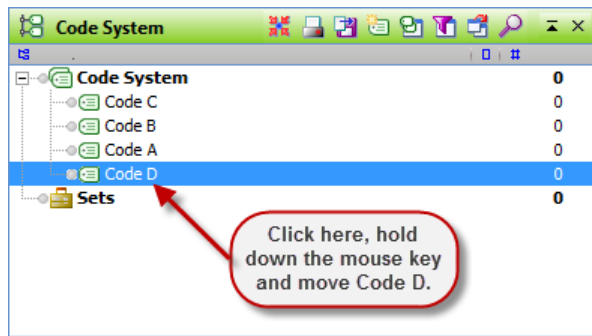 Code System
#
Code System 0
Code C 0
Code B 0
Code A 0
Code D 0
Sets 0
Click here, hold
down the mouse key
and move Code D.